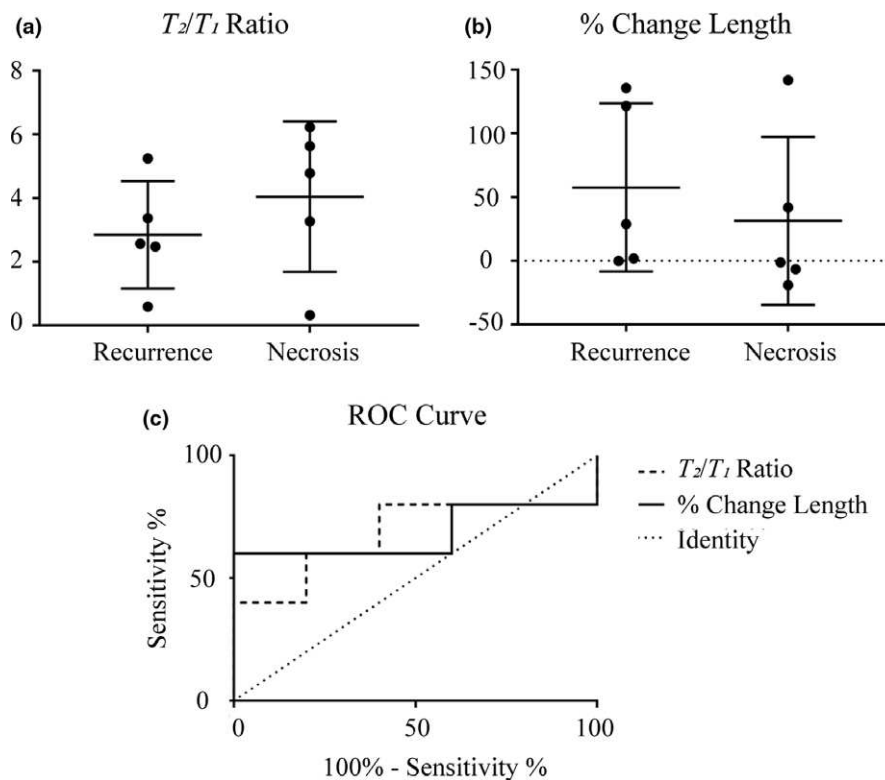 (a)
T₂/T₁ Ratio
8
6
4
2
0
Recurrence
Necrosis
(b)
% Change Length
150
100
50
0
-50
Recurrence
Necrosis
(c)
ROC Curve
Sensitivity %
100
50
0
0
50
100
100% - Sensitivity %
T₂/T₁ Ratio
% Change Length
Identity